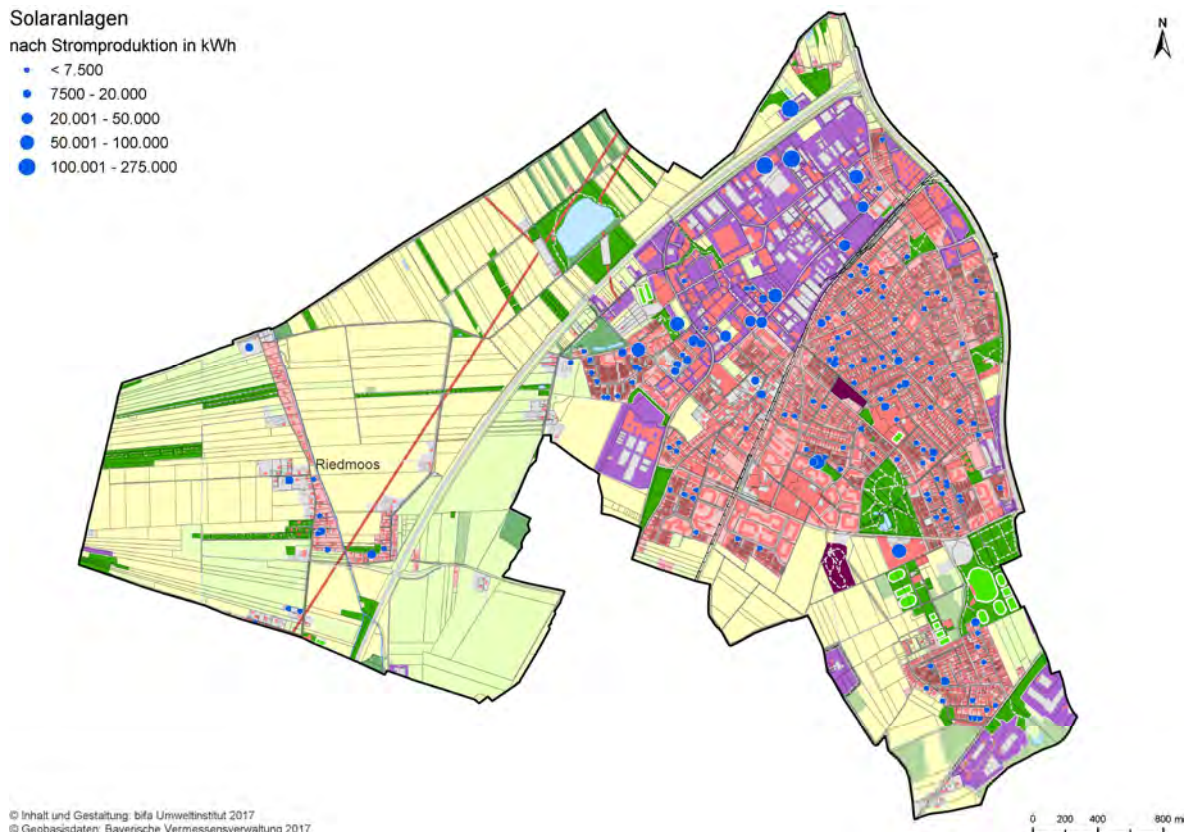 Solaranlagen
nach Stromproduktion in kWh
< 7.500
7500 - 20.000
20.001 - 50.000
50.001 - 100.000
100.001 - 275.000
N
Riedmoos
© Inhalt und Gestaltung: bifa Umweltinstitut 2017
© Geobasisdaten: Bayerische Vermessensverwaltung 2017
0 200 400 800 m